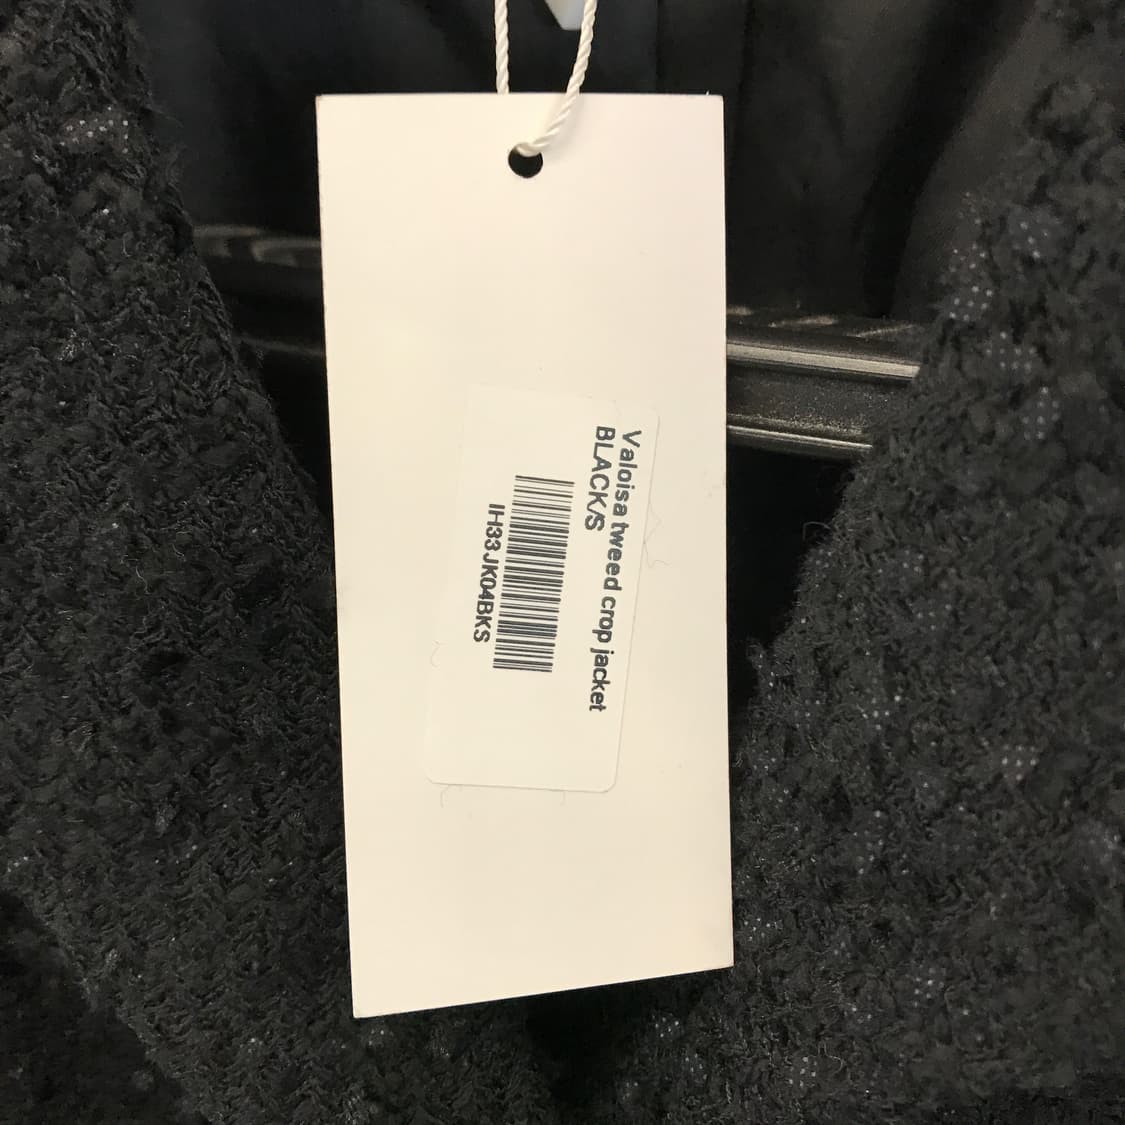 Valoisa tweed crop jacket
BLACK/S
IH33JK04BKS